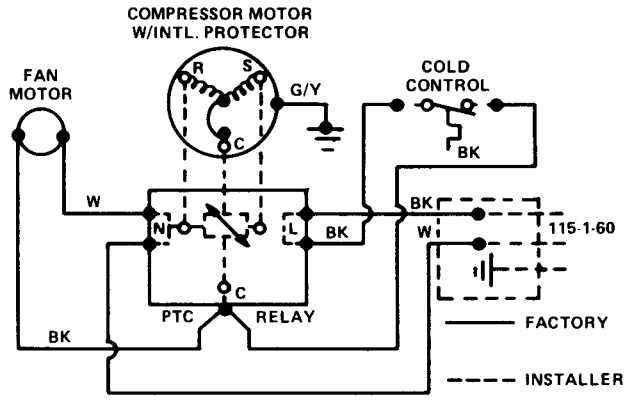 COMPRESSOR MOTOR
W/INTL. PROTECTOR
FAN
MOTOR
R
S
G/Y
COLD
CONTROL
C
BK
W
N
L
BK
BK
W
115-1-60
C
PTC RELAY
BK
FACTORY
INSTALLER